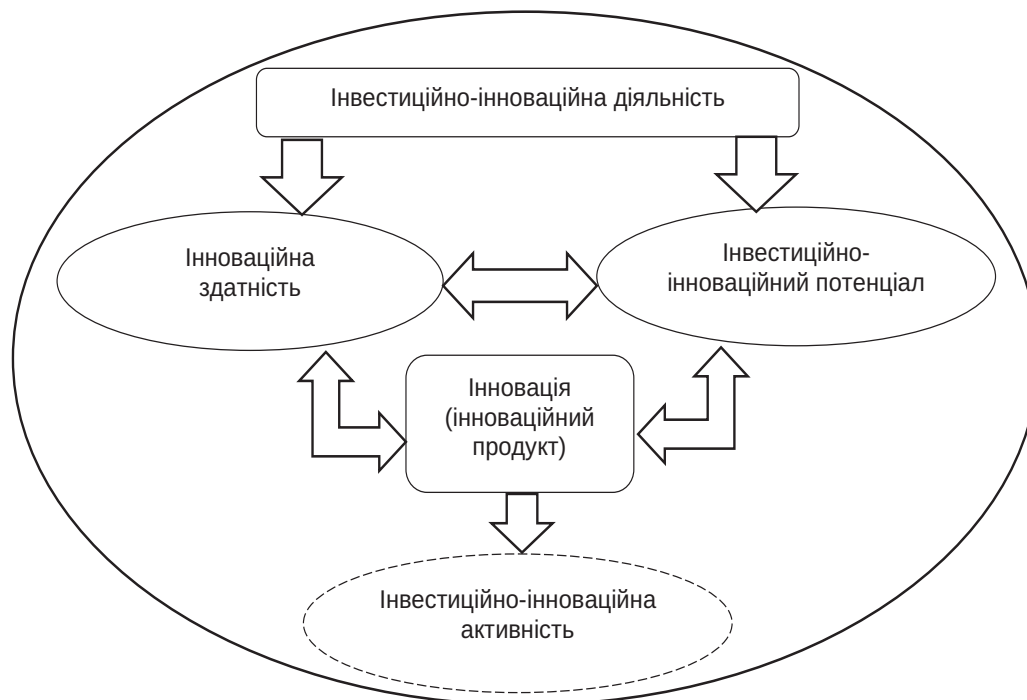 Інвестиційно-інноваційна діяльність
Інноваційна
здатність
Інвестиційно-
інноваційний потенціал
Інновація
(інноваційний
продукт)
Інвестиційно-інноваційна
активність